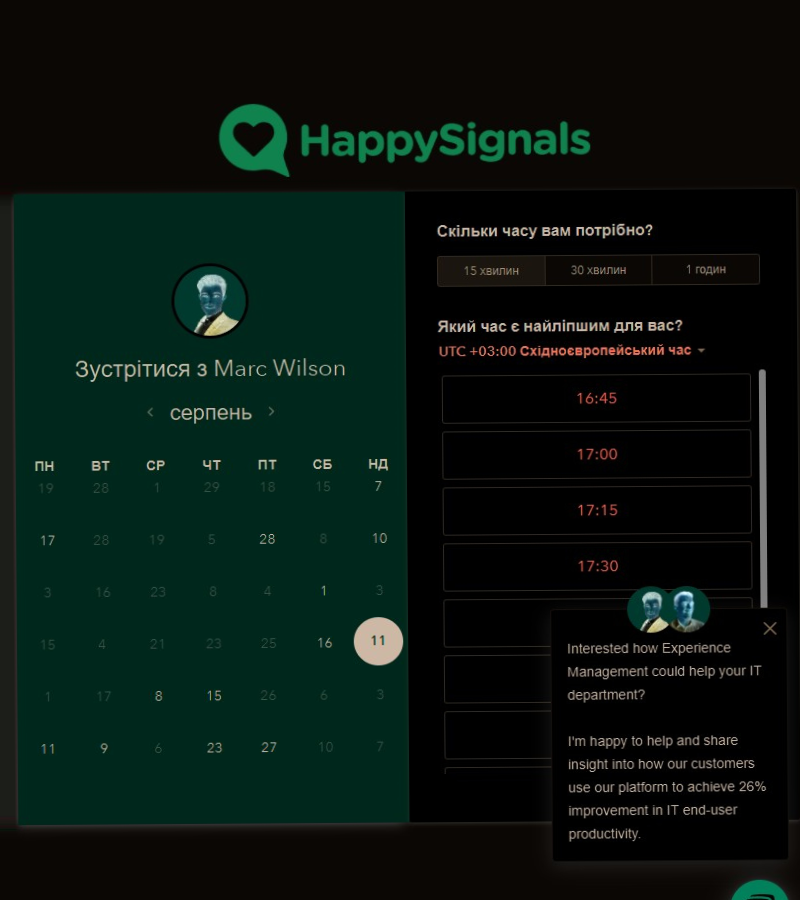 HappySignals
Зустрітися з Marc Wilson
серпень
ПН ВТ СР ЧТ ПТ СБ НД
19 28 1 29 18 15 7
17 28 19 5 28 8 10
3 16 23 8 4 1 3
15 4 21 23 25 16 11
1 17 8 15 26 6 3
11 9 6 23 27 10 7
Скільки часу вам потрібно?
15 хвилин 30 хвилин 1 годин
Який час є найліпшим для вас?
UTC +03:00 Східноєвропейський час
16:45
17:00
17:15
17:30
Interested how Experience
Management could help your IT
department?
I'm happy to help and share
insight into how our customers
use our platform to achieve 26%
improvement in IT end-user
productivity.